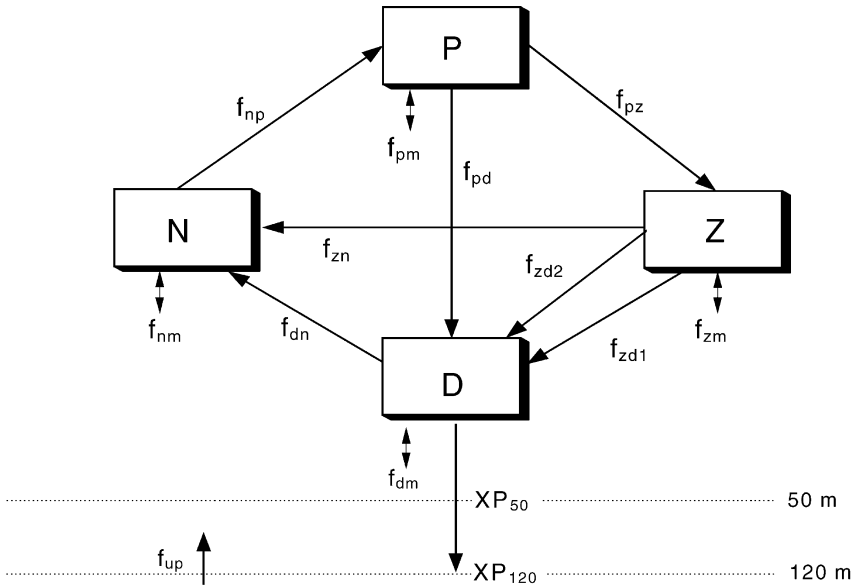 P
f_np
f_pz
f_pm
f_pd
N
Z
f_zn
f_zd2
f_nm
f_dn
f_zd1
f_zm
D
f_dm
XP_50 50 m
f_up
XP_120 120 m